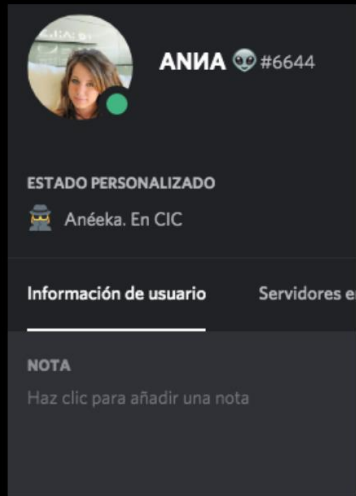 ANИA 👽#6644
ESTADO PERSONALIZADO
Anéeka. En CIC
Información de usuario
Servidores e
NOTA
Haz clic para añadir una nota